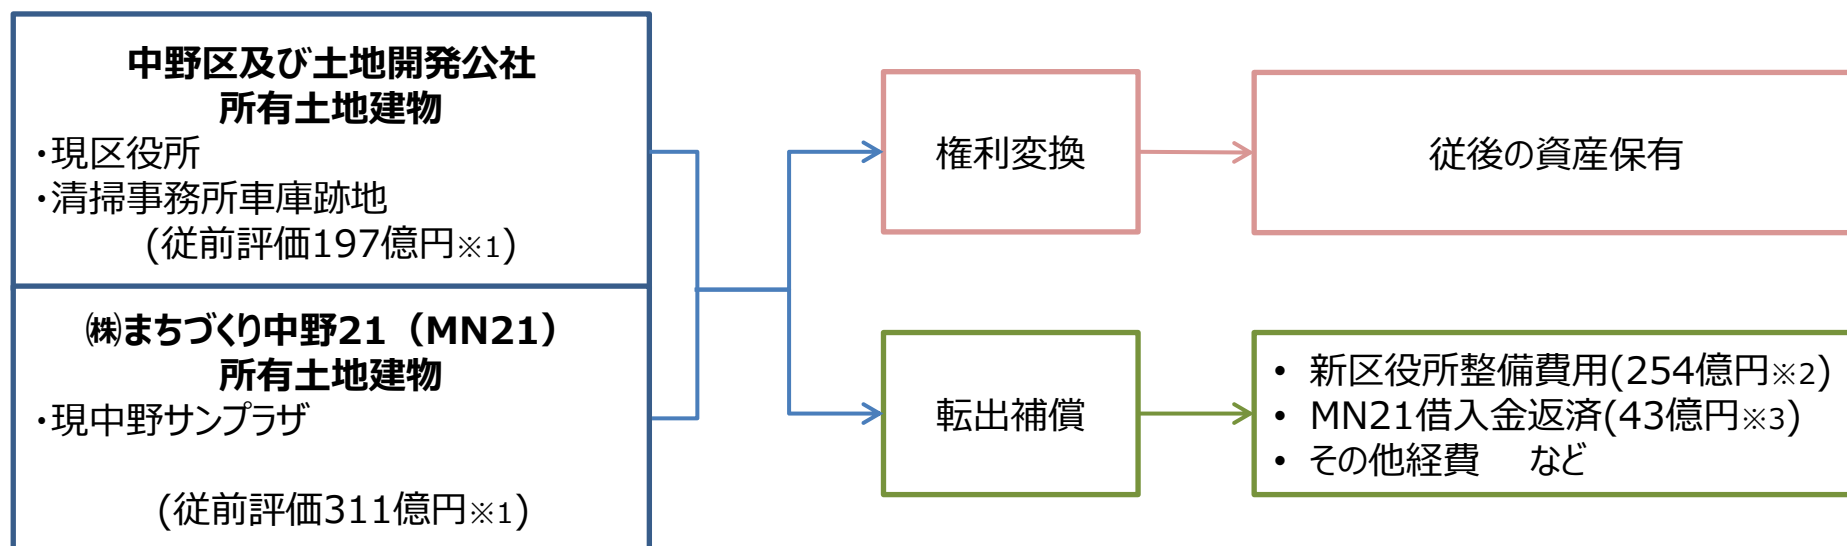 中野区及び土地開発公社
所有土地建物
・現区役所
・清掃事務所車庫跡地
(従前評価197億円※1)
㈱まちづくり中野21（MN21）
所有土地建物
・現中野サンプラザ
(従前評価311億円※1)
権利変換
従後の資産保有
転出補償
• 新区役所整備費用(254億円※2)
• MN21借入金返済(43億円※3)
• その他経費　など